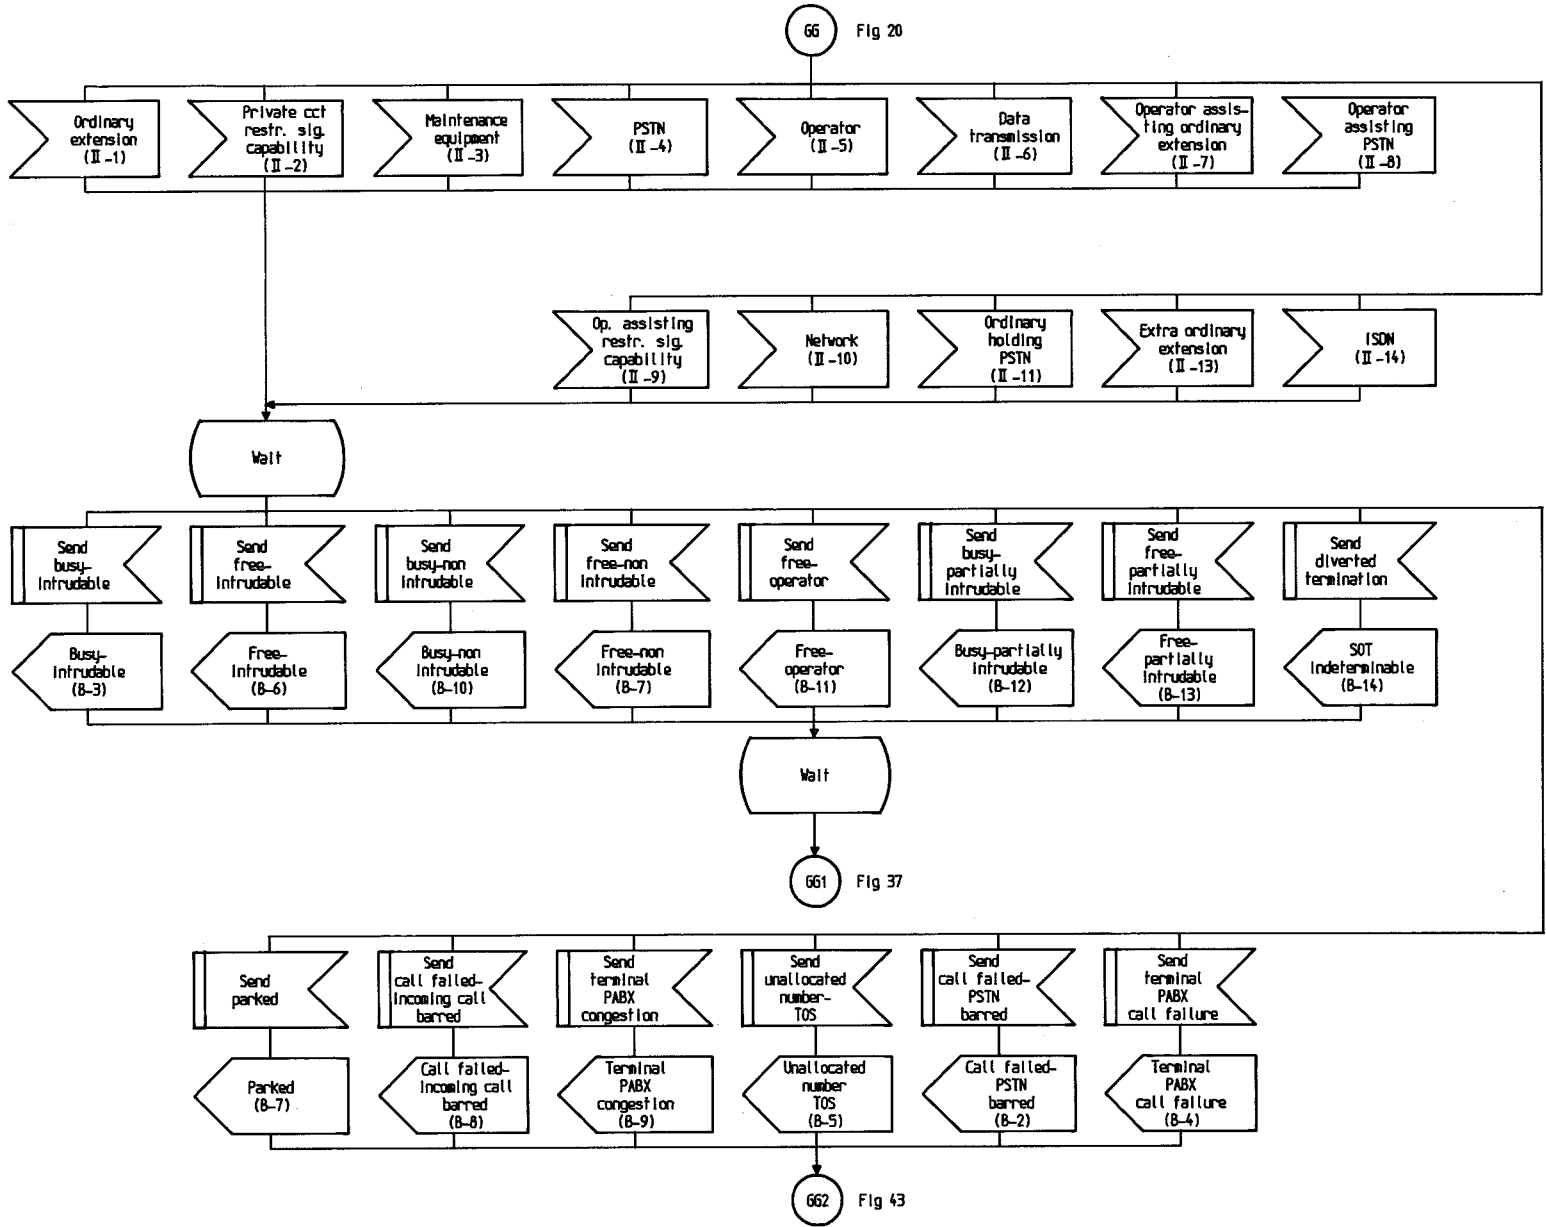 GG Fig 20
Ordinary
extension
(II-1)
Private cct
restr. sig.
capability
(II-2)
Maintenance
equipment
(II-3)
PSTN
(II-4)
Operator
(II-5)
Data
transmission
(II-6)
Operator assis-
ting ordinary
extension
(II-7)
Operator
assisting
PSTN
(II-8)
Op. assisting
restr. sig.
capability
(II-9)
Network
(II-10)
Ordinary
holding
PSTN
(II-11)
Extra ordinary
extension
(II-13)
ISDN
(II-14)
Wait
Send
busy-
intrudable
Send
free-
intrudable
Send
busy-non
intrudable
Send
free-non
intrudable
Send
free-
operator
Send
busy-
partially
intrudable
Send
free-
partially
intrudable
Send
diverted
termination
Busy-
intrudable
(B-3)
Free-
intrudable
(B-6)
Busy-non
intrudable
(B-10)
Free-non
intrudable
(B-7)
Free-
operator
(B-11)
Busy-partially
intrudable
(B-12)
Free-
partially
intrudable
(B-13)
SOT
indeterminable
(B-14)
Wait
GG1 Fig 37
Send
parked
Send
call failed-
incoming call
barred
Send
terminal
PABX
congestion
Send
unallocated
number-
TOS
Send
call failed-
PSTN
barred
Send
terminal
PABX
call failure
Parked
(B-7)
Call failed-
incoming call
barred
(B-8)
Terminal
PABX
congestion
(B-9)
Unallocated
number
TOS
(B-5)
Call failed-
PSTN
barred
(B-2)
Terminal
PABX
call failure
(B-4)
GG2 Fig 43